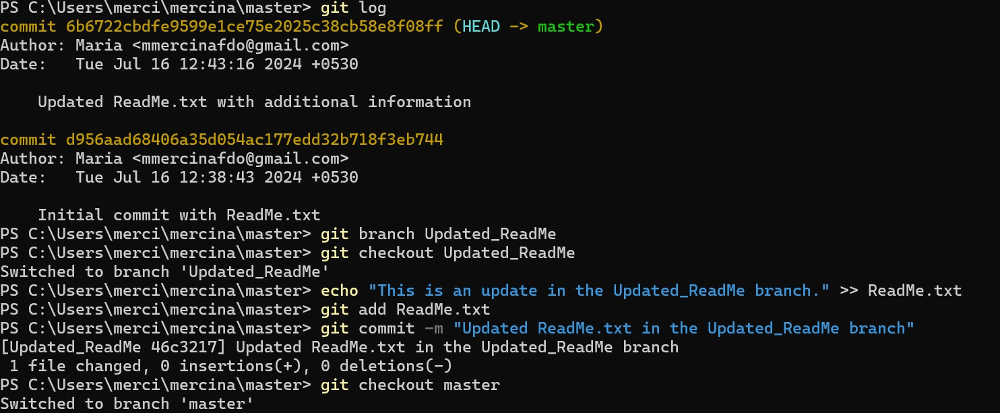 PS C:\Users\merci\mercina\master> git log
commit 6b6722cbdfe9599e1ce75e2025c38cb58e8f08ff (HEAD -> master)
Author: Maria <mmercinafdo@gmail.com>
Date:   Tue Jul 16 12:43:16 2024 +0530
    Updated ReadMe.txt with additional information
commit d956aad68406a35d054ac177edd32b718f3eb744
Author: Maria <mmercinafdo@gmail.com>
Date:   Tue Jul 16 12:38:43 2024 +0530
    Initial commit with ReadMe.txt
PS C:\Users\merci\mercina\master> git branch Updated_ReadMe
PS C:\Users\merci\mercina\master> git checkout Updated_ReadMe
Switched to branch 'Updated_ReadMe'
PS C:\Users\merci\mercina\master> echo "This is an update in the Updated_ReadMe branch." >> ReadMe.txt
PS C:\Users\merci\mercina\master> git add ReadMe.txt
PS C:\Users\merci\mercina\master> git commit -m "Updated ReadMe.txt in the Updated_ReadMe branch"
[Updated_ReadMe 46c3217] Updated ReadMe.txt in the Updated_ReadMe branch
 1 file changed, 0 insertions(+), 0 deletions(-)
PS C:\Users\merci\mercina\master> git checkout master
Switched to branch 'master'